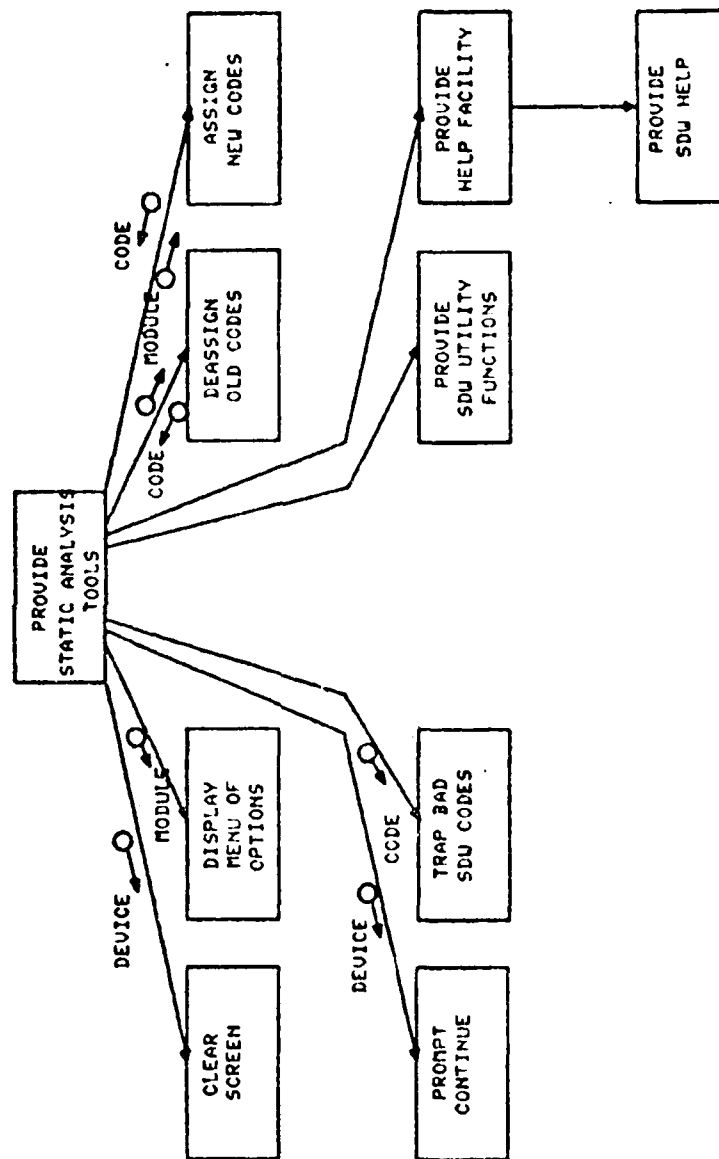 PROVIDE
STATIC ANALYSIS
TOOLS
DEVICE
MODULE
CODE
MODULE
CODE
CLEAR
SCREEN
DISPLAY
MENU OF
OPTIONS
DEASSIGN
OLD CODES
ASSIGN
NEW CODES
DEVICE
CODE
PROMPT
CONTINUE
TRAP BAD
SDW CODES
PROVIDE
SDW UTILITY
FUNCTIONS
PROVIDE
HELP FACILITY
PROVIDE
SDW HELP